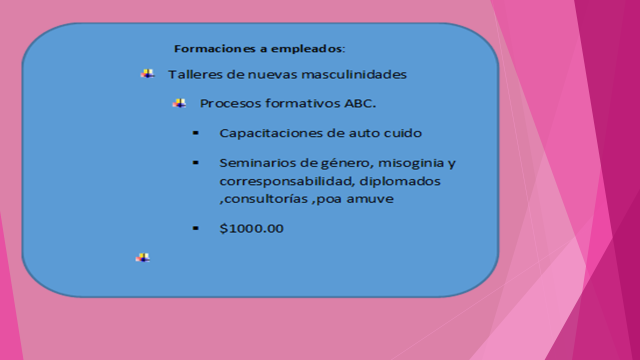 Formaciones a empleados:
Talleres de nuevas masculinidades
Procesos formativos ABC.
Capacitaciones de auto cuido
Seminarios de género, misoginia y
corresponsabilidad, diplomados
,consultorías ,poa amuve
$1000.00